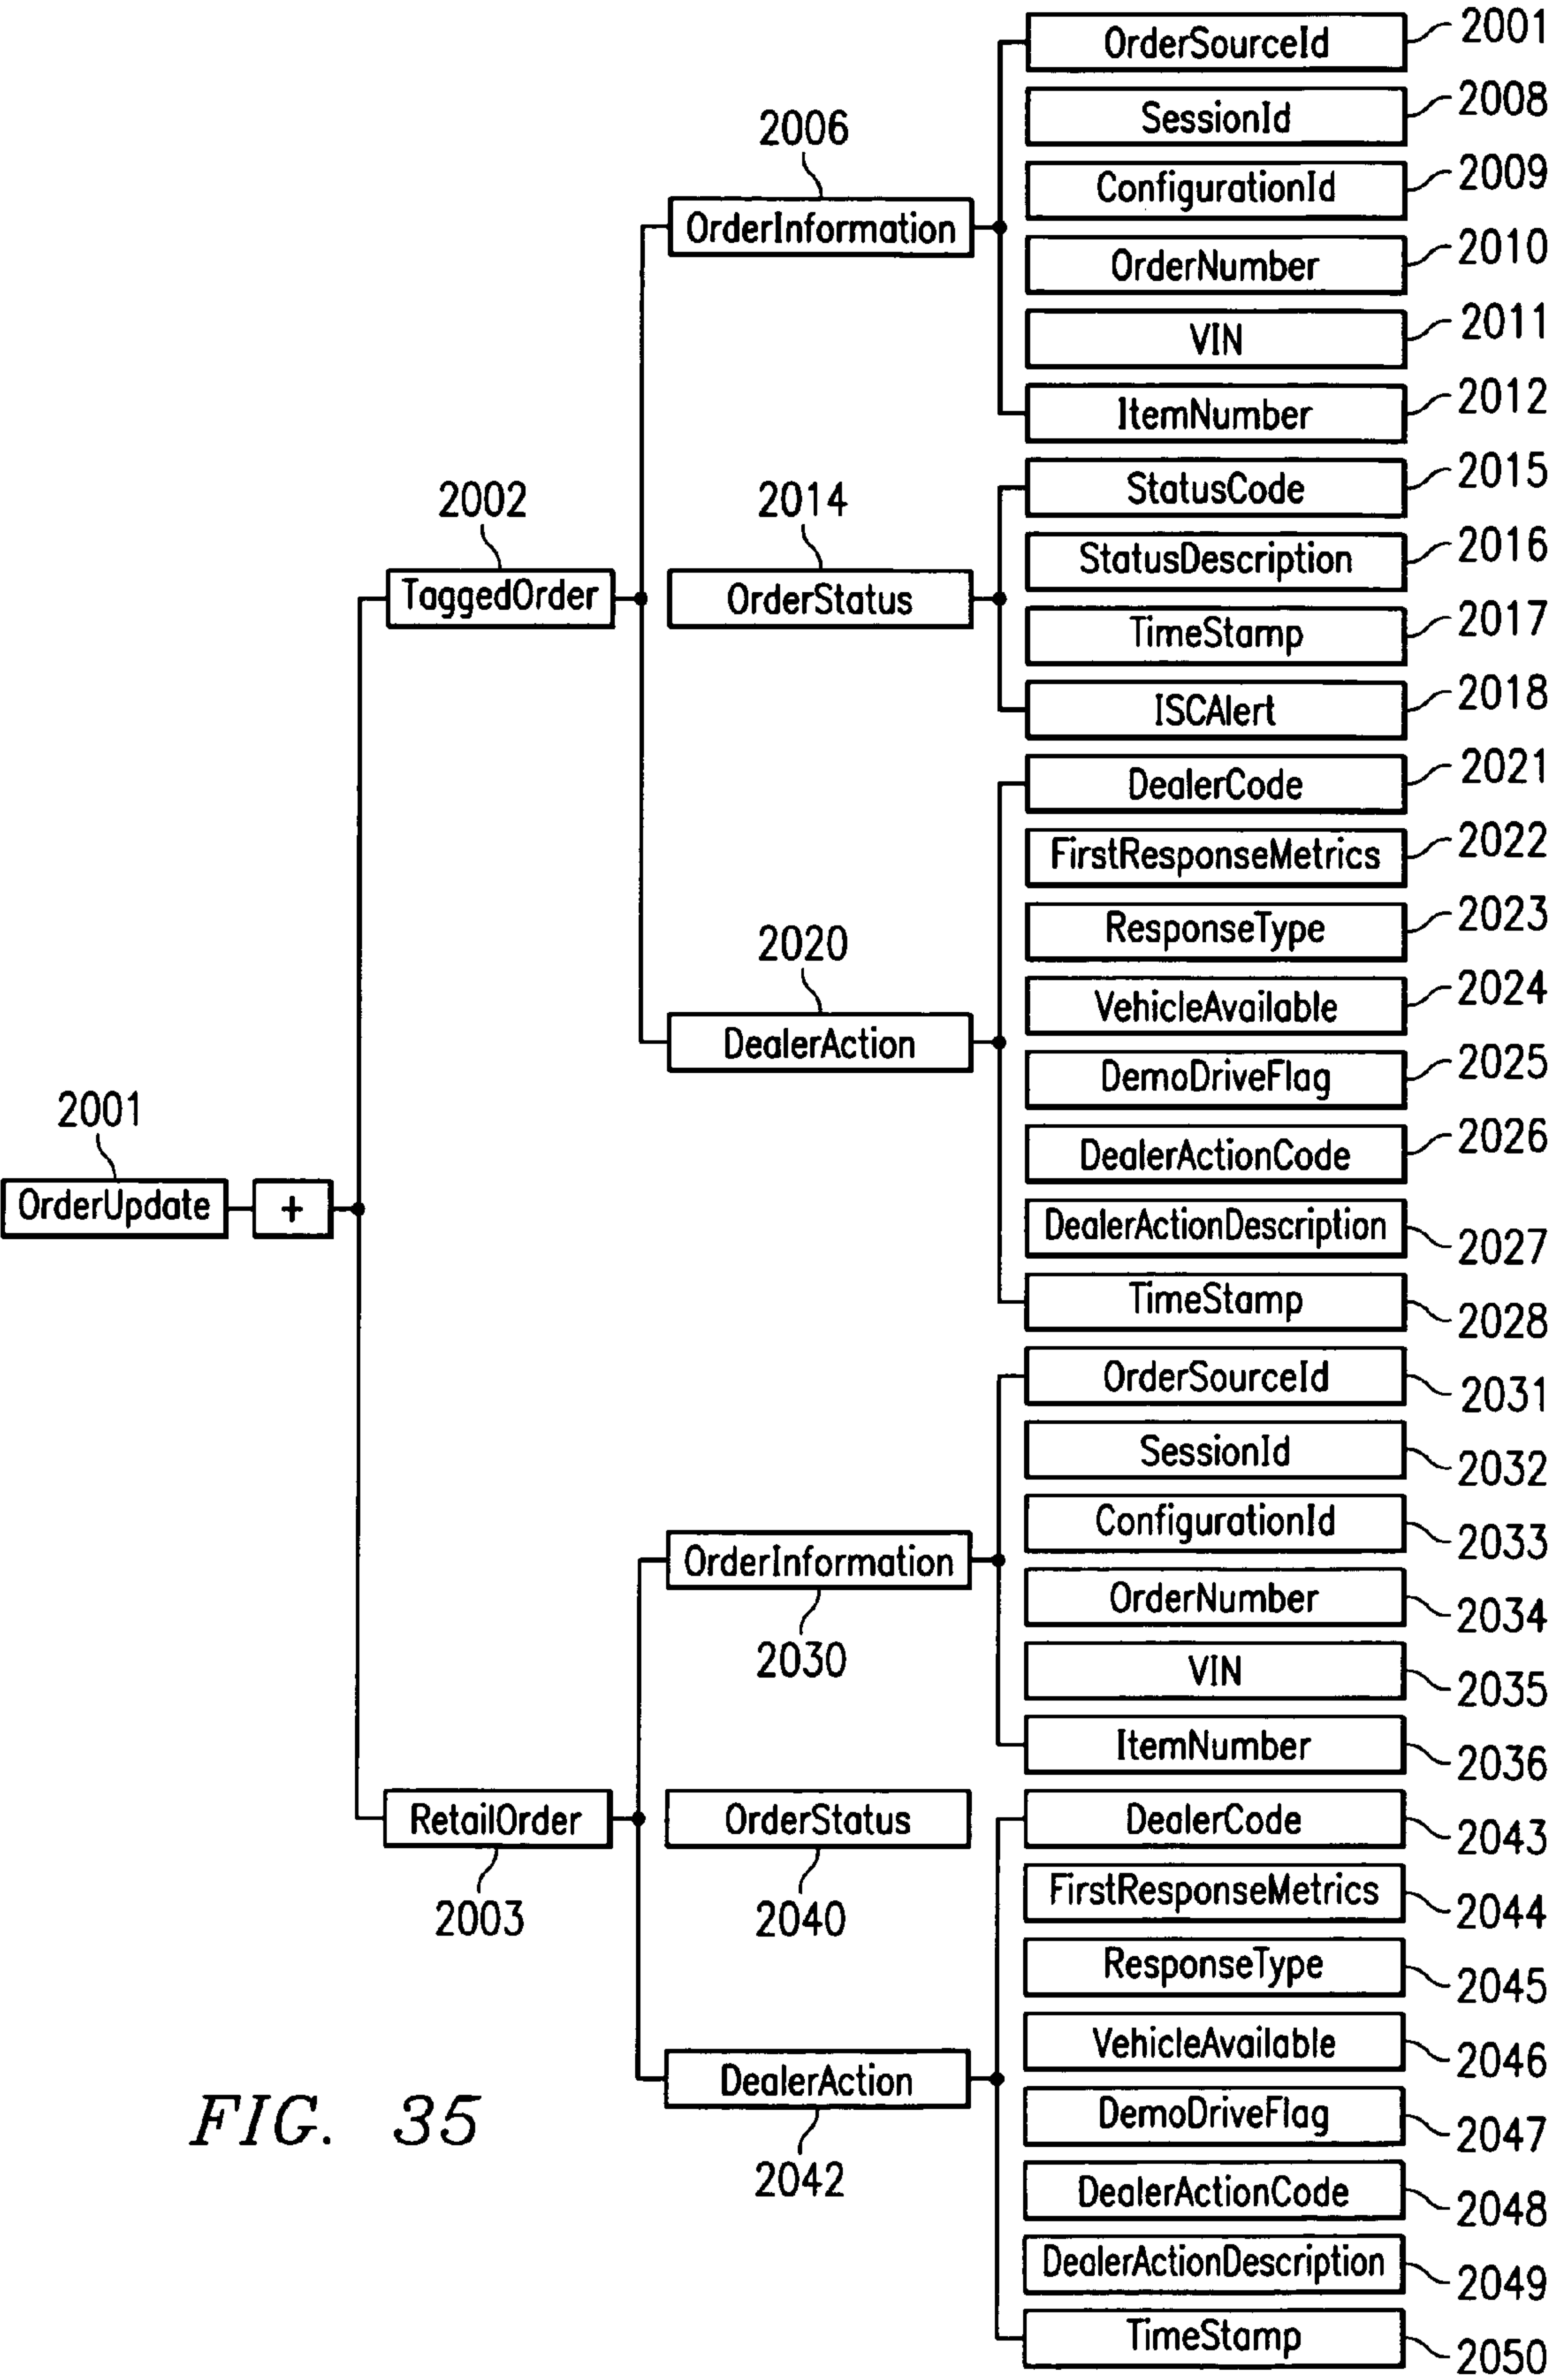 OrderUpdate
2001
+
TaggedOrder
2002
OrderInformation
2006
OrderSourceId
2001
SessionId
2008
ConfigurationId
2009
OrderNumber
2010
VIN
2011
ItemNumber
2012
OrderStatus
2014
StatusCode
2015
StatusDescription
2016
TimeStamp
2017
ISCAlert
2018
DealerAction
2020
DealerCode
2021
FirstResponseMetrics
2022
ResponseType
2023
VehicleAvailable
2024
DemoDriveFlag
2025
DealerActionCode
2026
DealerActionDescription
2027
TimeStamp
2028
RetailOrder
2003
OrderInformation
2030
OrderSourceId
2031
SessionId
2032
ConfigurationId
2033
OrderNumber
2034
VIN
2035
ItemNumber
2036
OrderStatus
2040
DealerAction
2042
DealerCode
2043
FirstResponseMetrics
2044
ResponseType
2045
VehicleAvailable
2046
DemoDriveFlag
2047
DealerActionCode
2048
DealerActionDescription
2049
TimeStamp
2050
FIG. 35